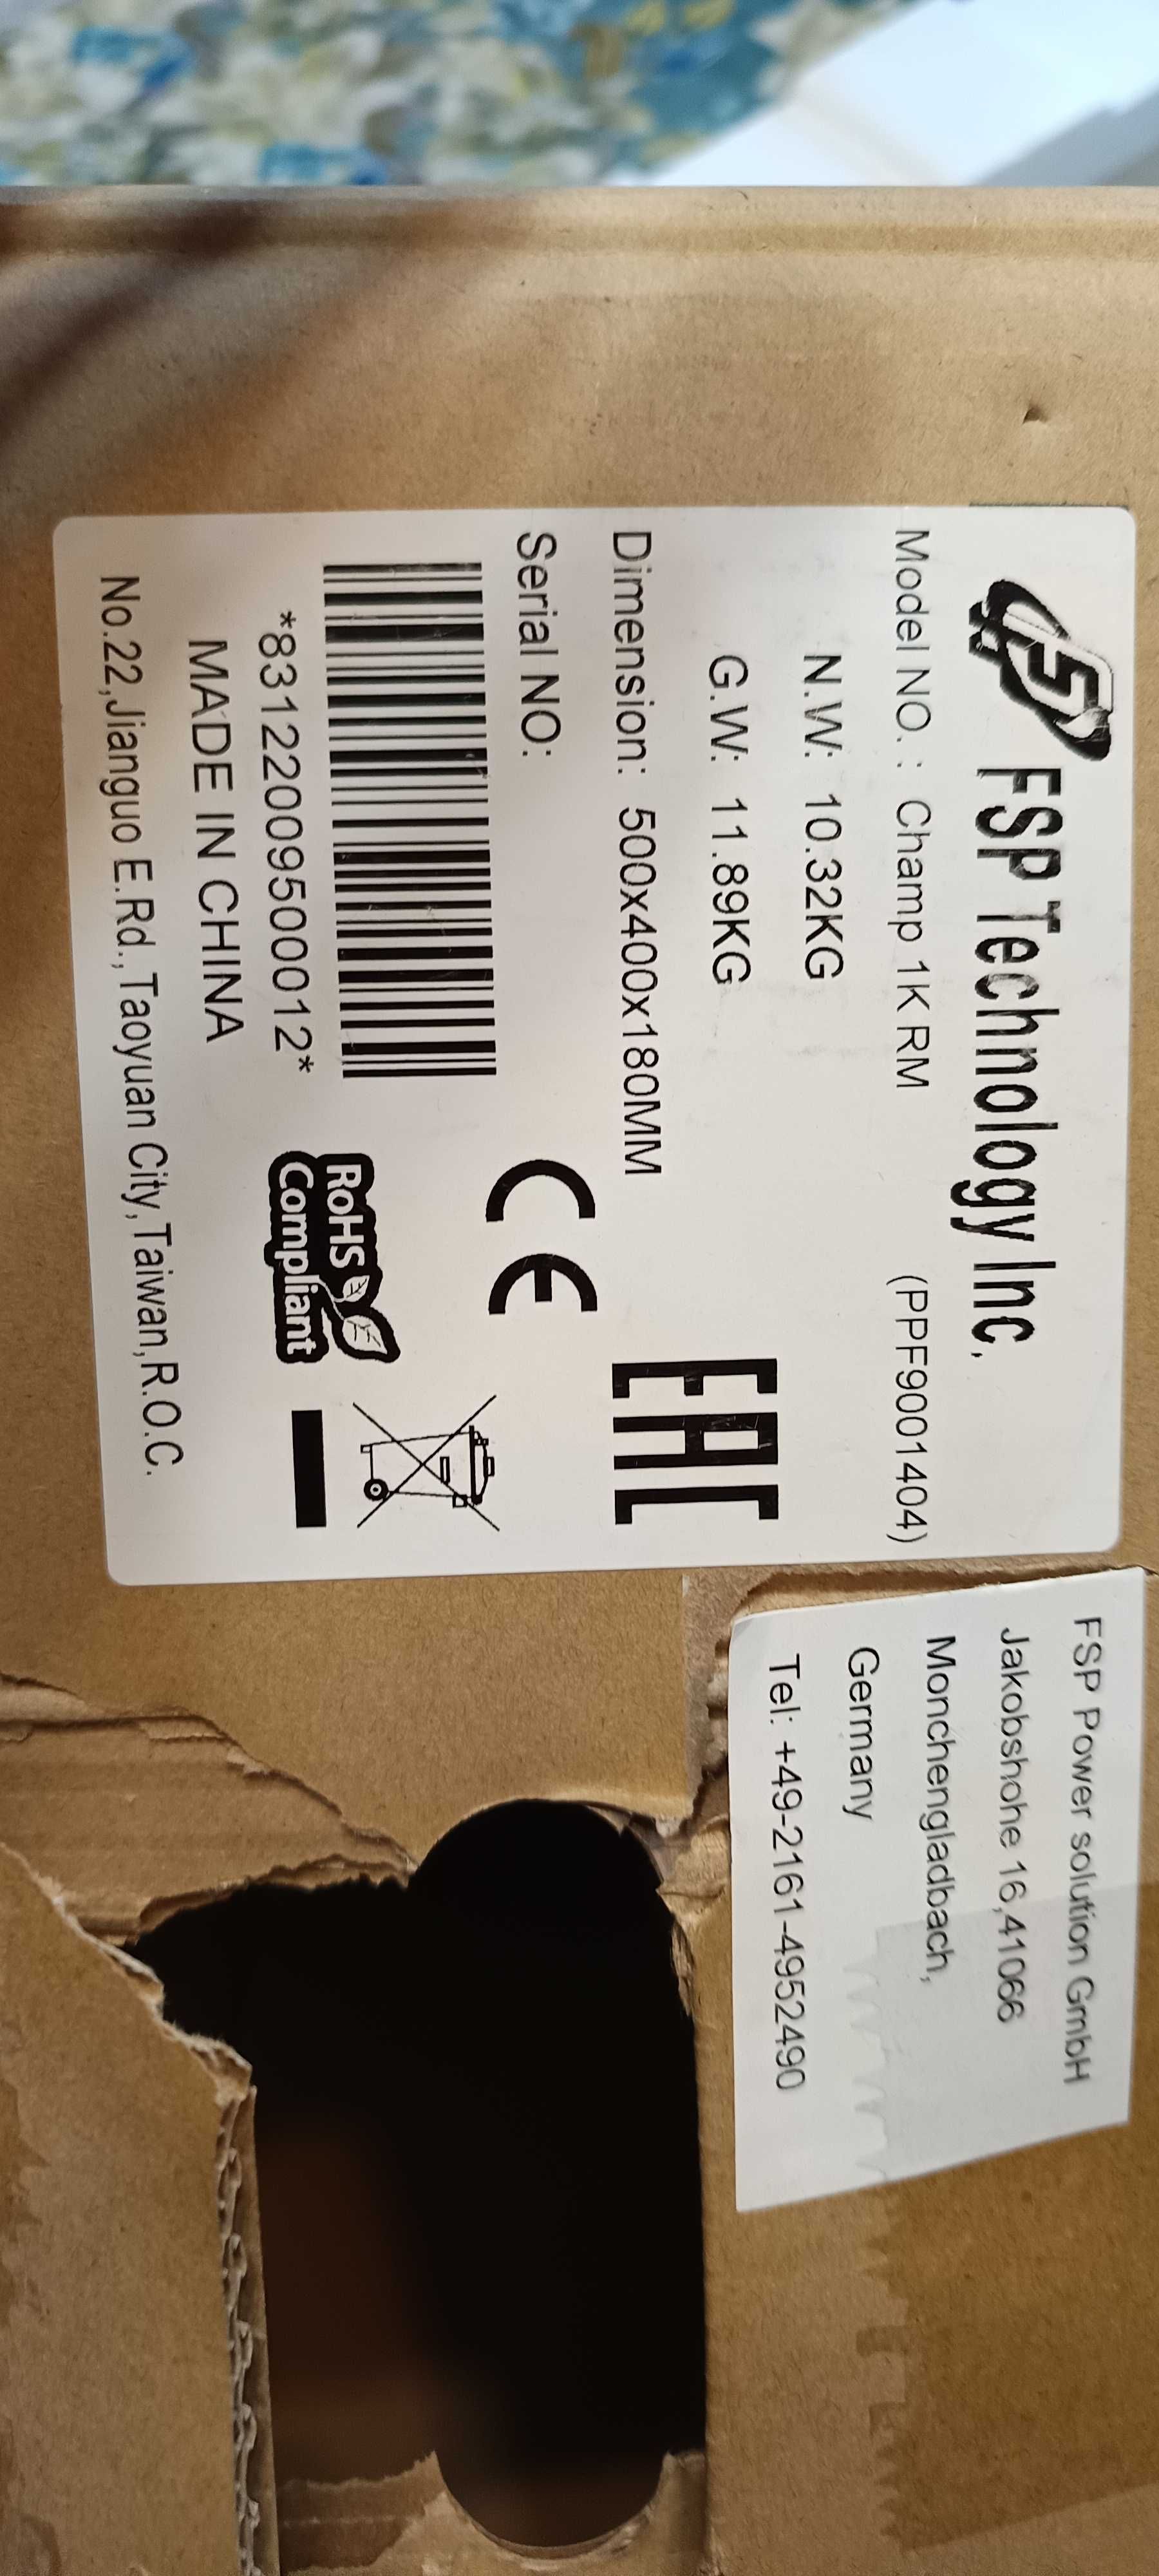 FSP Technology Inc.
Model NO. : Champ 1K RM (PPF9001404)
N.W: 10.32KG
G.W: 11.89KG
Dimension: 500x400x180MM
Serial NO:
*8312200950012*
MADE IN CHINA
No.22,Jianguo E.Rd.,Taoyuan City,Taiwan,R.O.C.
CE
EAC
RoHS
Compliant
FSP Power solution GmbH
Jakobshohe 16,41066
Monchengladbach,
Germany
Tel: +49-2161-4952490